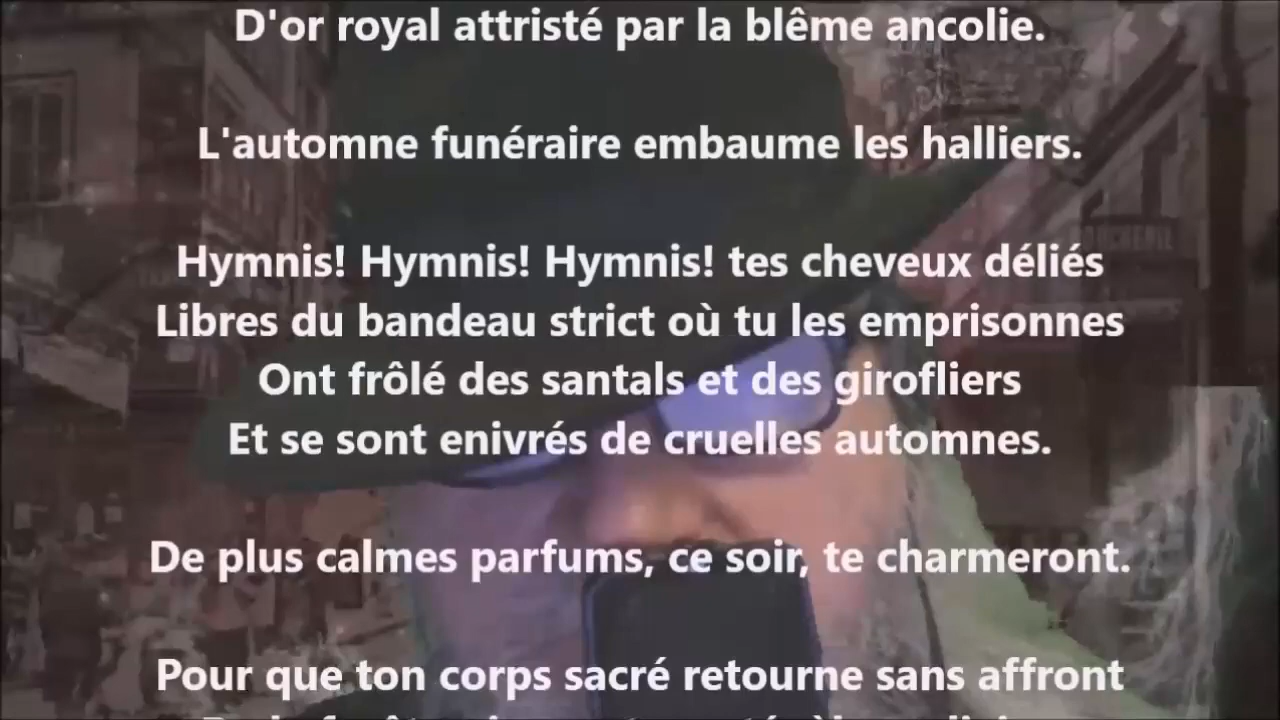 D'or royal attristé par la blême ancolie.
L'automne funéraire embaume les halliers.
Hymnis! Hymnis! Hymnis! tes cheveux déliés
Libres du bandeau strict où tu les emprisonnes
Ont frôlé des santals et des girofliers
Et se sont enivrés de cruelles automnes.
De plus calmes parfums, ce soir, te charmeront.
Pour que ton corps sacré retourne sans affront